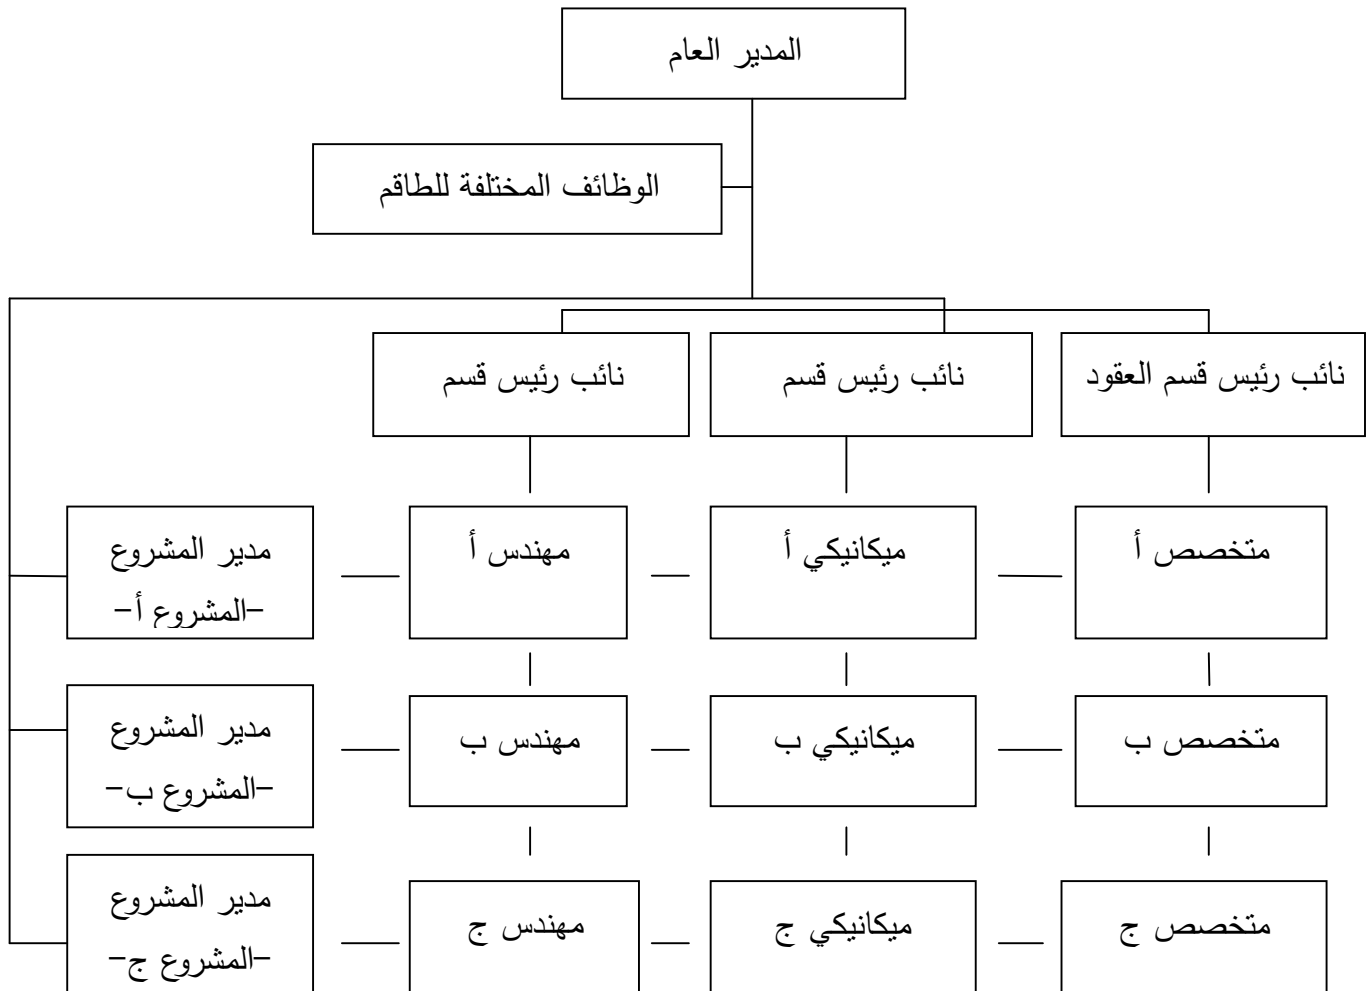 المدير العام
الوظائف المختلفة للطاقم
نائب رئيس قسم العقود
نائب رئيس قسم
نائب رئيس قسم
متخصص أ
ميكانيكي أ
مهندس أ
مدير المشروع
-المشروع أ-
متخصص ب
ميكانيكي ب
مهندس ب
مدير المشروع
-المشروع ب-
متخصص ج
ميكانيكي ج
مهندس ج
مدير المشروع
-المشروع ج-